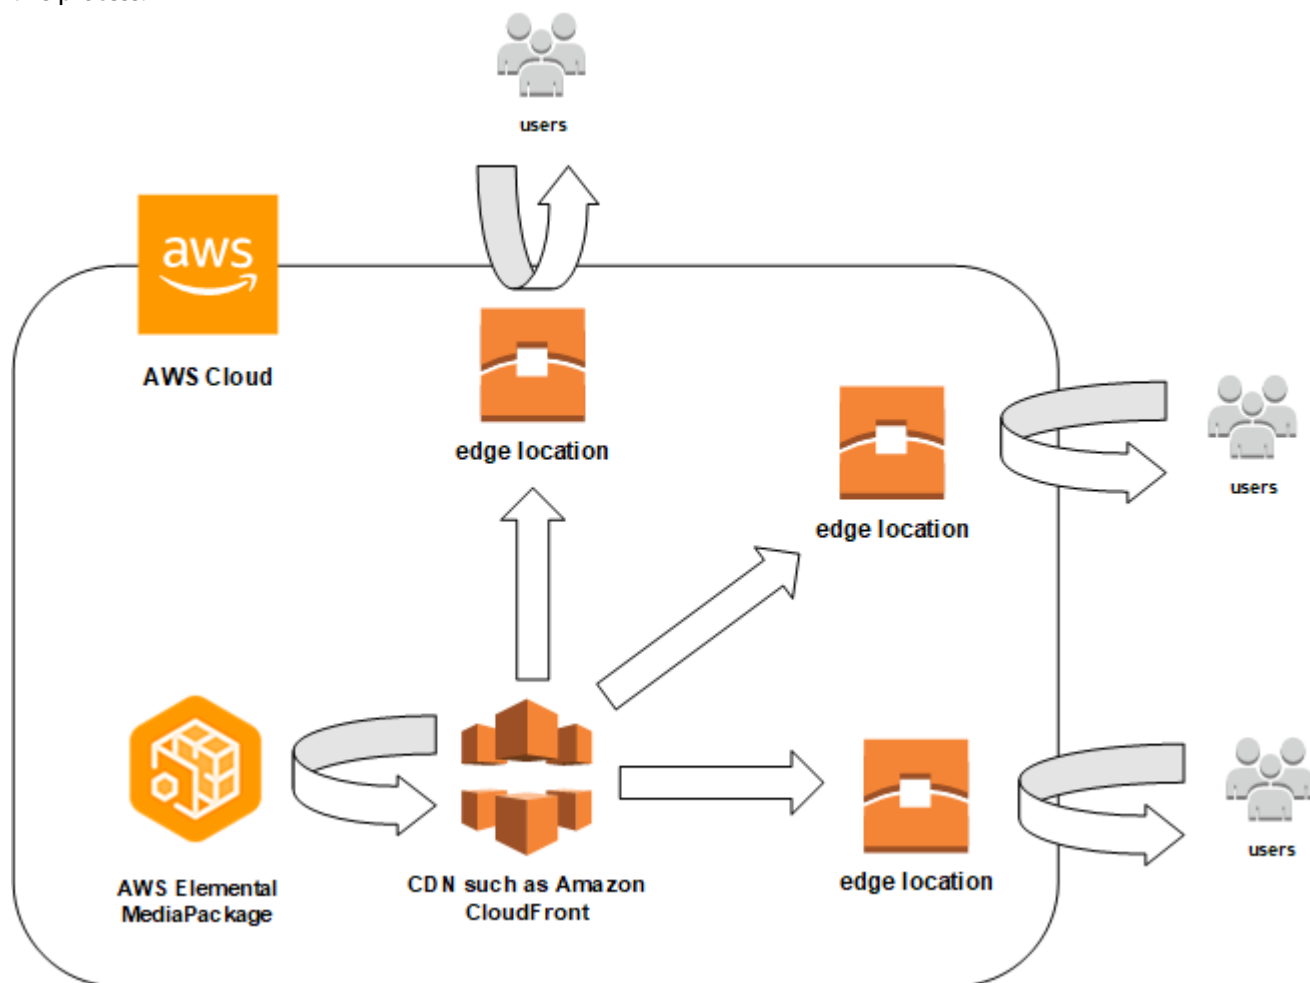 users
aws
AWS Cloud
edge location
edge location
users
AWS Elemental
MediaPackage
CDN such as Amazon
CloudFront
edge location
users